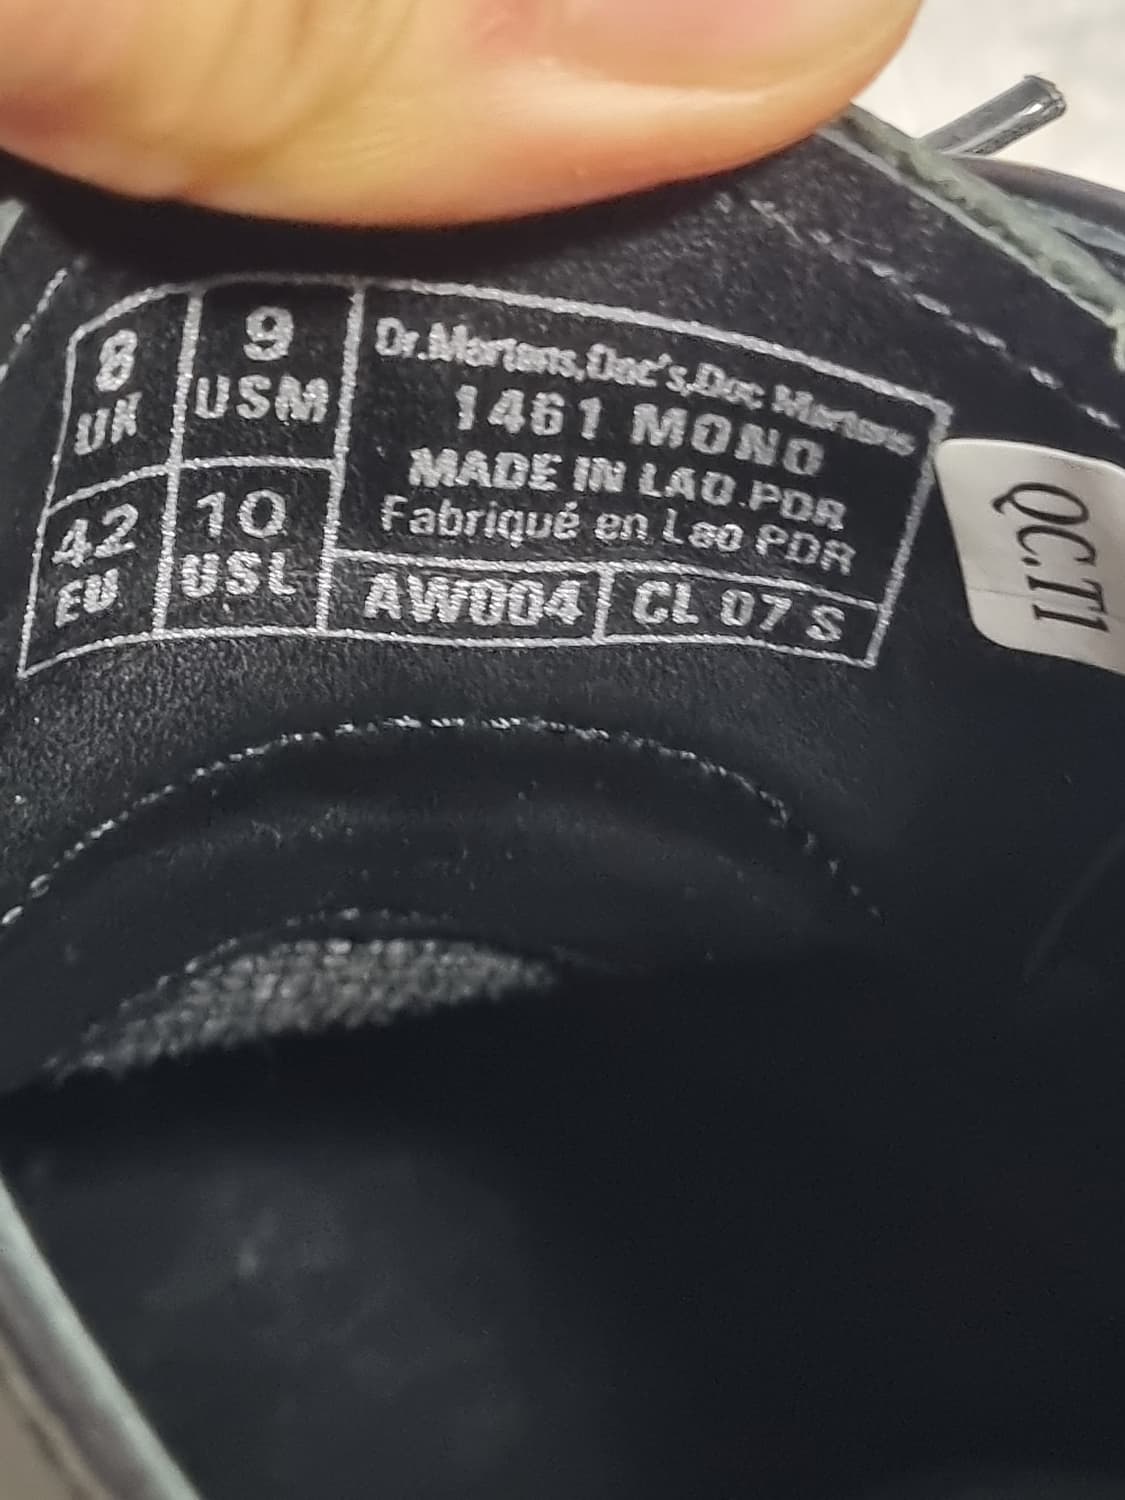 8 UK
9 USM
42 EU
10 USL
Dr.Martens,Doc's,Doc Martens
1461 MONO
MADE IN LAO.PDR
Fabriqué en Lao PDR
AW004
CL 07 S
QC.T1